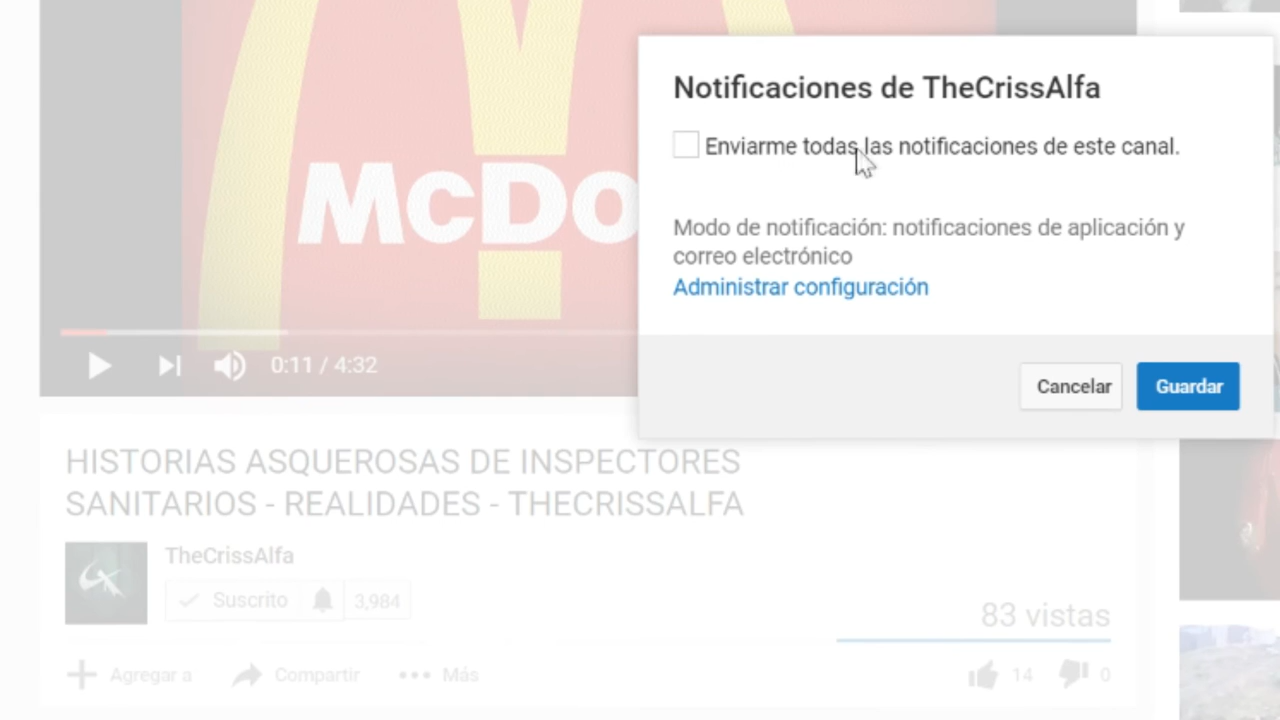 McDo
Notificaciones de TheCrissAlfa
Enviarme todas las notificaciones de este canal.
Modo de notificación: notificaciones de aplicación y
correo electrónico
Administrar configuración
Cancelar
Guardar
0:11 / 4:32
HISTORIAS ASQUEROSAS DE INSPECTORES
SANITARIOS - REALIDADES - THECRISSALFA
TheCrissAlfa
Suscrito
3,984
83 vistas
Agregar a
Compartir
Más
14
0